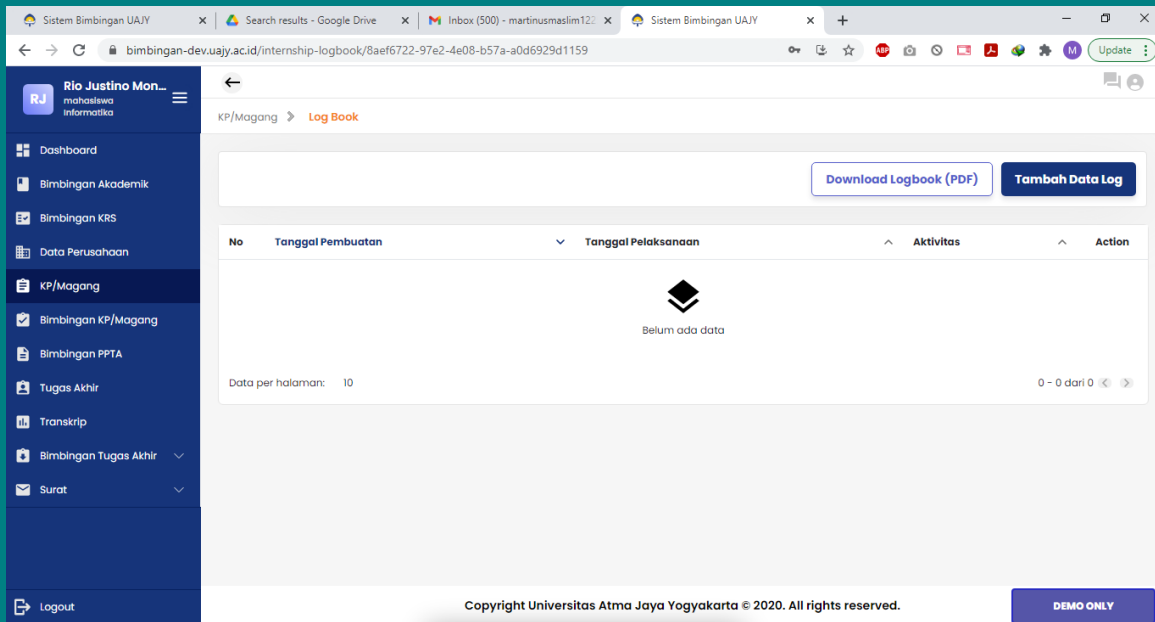 Sistem Bimbingan UAJY
Search results - Google Drive
Inbox (500) - martinusmaslim122
Sistem Bimbingan UAJY
bimbingan-dev.uajy.ac.id/internship-logbook/8aef6722-97e2-4e08-b57a-a0d6929d1159
ABP
M
Update
RJ
Rio Justino Mon...
mahasiswa
Informatika
KP/Magang
Log Book
Dashboard
Bimbingan Akademik
Bimbingan KRS
Data Perusahaan
KP/Magang
Bimbingan KP/Magang
Bimbingan PPTA
Tugas Akhir
Transkrip
Bimbingan Tugas Akhir
Surat
Logout
Download Logbook (PDF)
Tambah Data Log
No Tanggal Pembuatan Tanggal Pelaksanaan Aktivitas Action
Belum ada data
Data per halaman: 10 0 - 0 dari 0
Copyright Universitas Atma Jaya Yogyakarta © 2020. All rights reserved.
DEMO ONLY